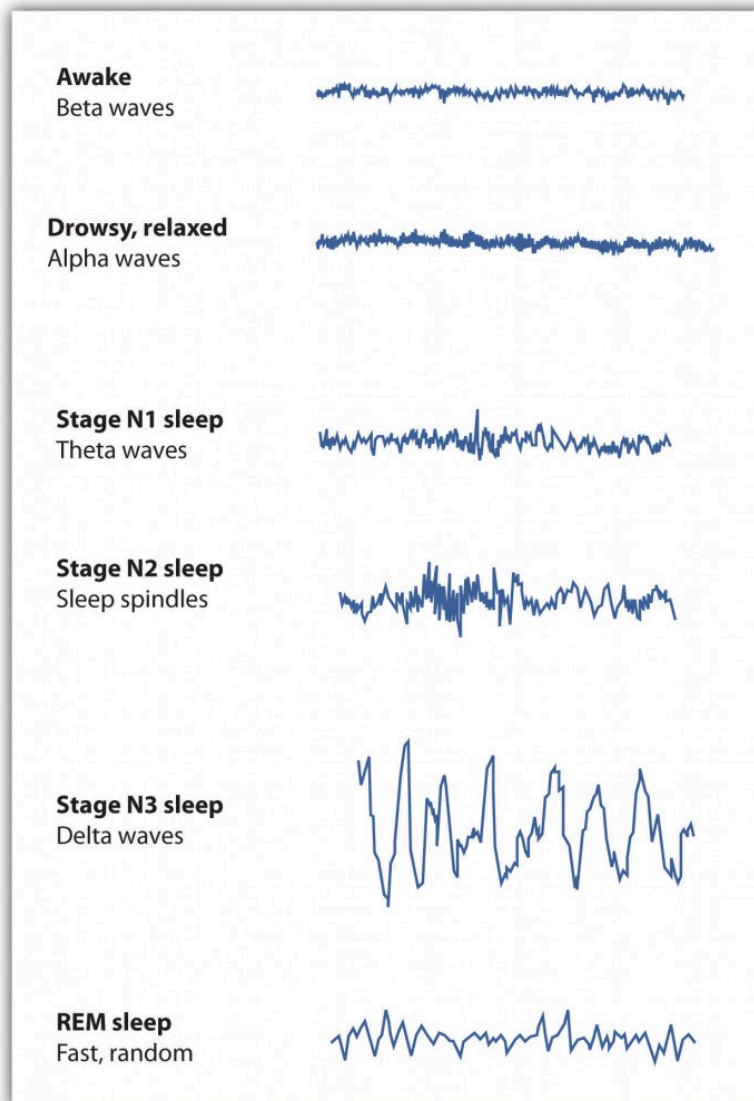 Awake
Beta waves
Drowsy, relaxed
Alpha waves
Stage N1 sleep
Theta waves
Stage N2 sleep
Sleep spindles
Stage N3 sleep
Delta waves
REM sleep
Fast, random